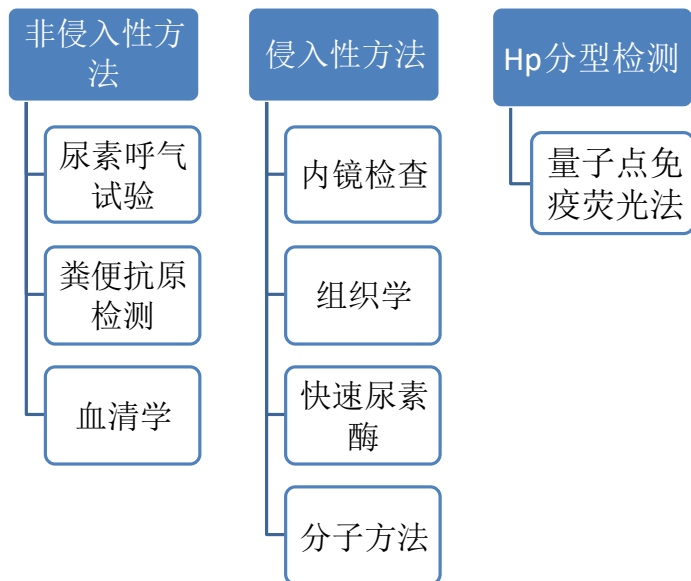 非侵入性方
法
尿素呼气
试验
粪便抗原
检测
血清学
侵入性方法
内镜检查
组织学
快速尿素
酶
分子方法
Hp分型检测
量子点免
疫荧光法